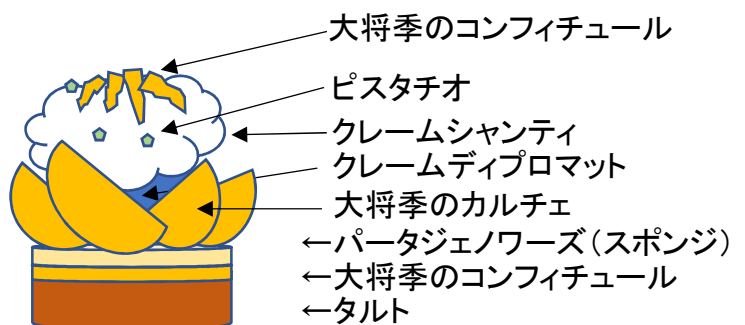 大将季のコンフィチュール
ピスタチオ
クレームシャンティ
クレームディプロマット
大将季のカルチェ
←パータジェノワーズ（スポンジ）
←大将季のコンフィチュール
←タルト